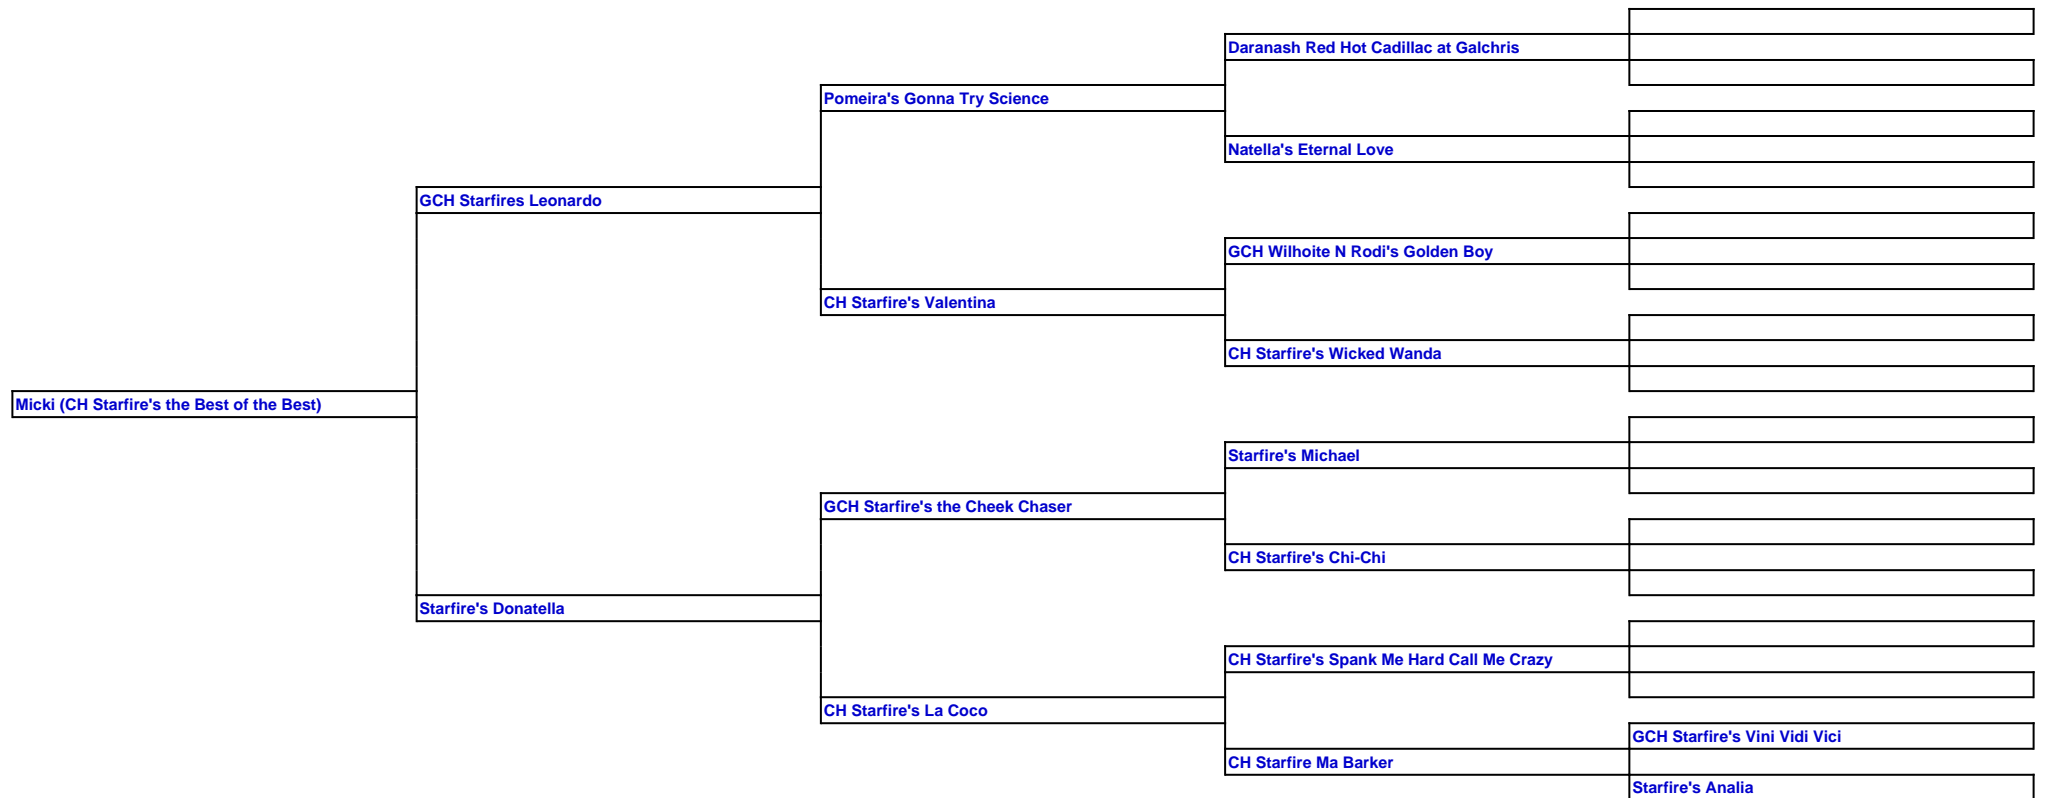 Daranash Red Hot Cadillac at Galchris
Pomeira's Gonna Try Science
Natella's Eternal Love
GCH Starfires Leonardo
GCH Wilhoite N Rodi's Golden Boy
CH Starfire's Valentina
CH Starfire's Wicked Wanda
Micki (CH Starfire's the Best of the Best)
Starfire's Michael
GCH Starfire's the Cheek Chaser
CH Starfire's Chi-Chi
Starfire's Donatella
CH Starfire's Spank Me Hard Call Me Crazy
CH Starfire's La Coco
GCH Starfire's Vini Vidi Vici
CH Starfire Ma Barker
Starfire's Analia